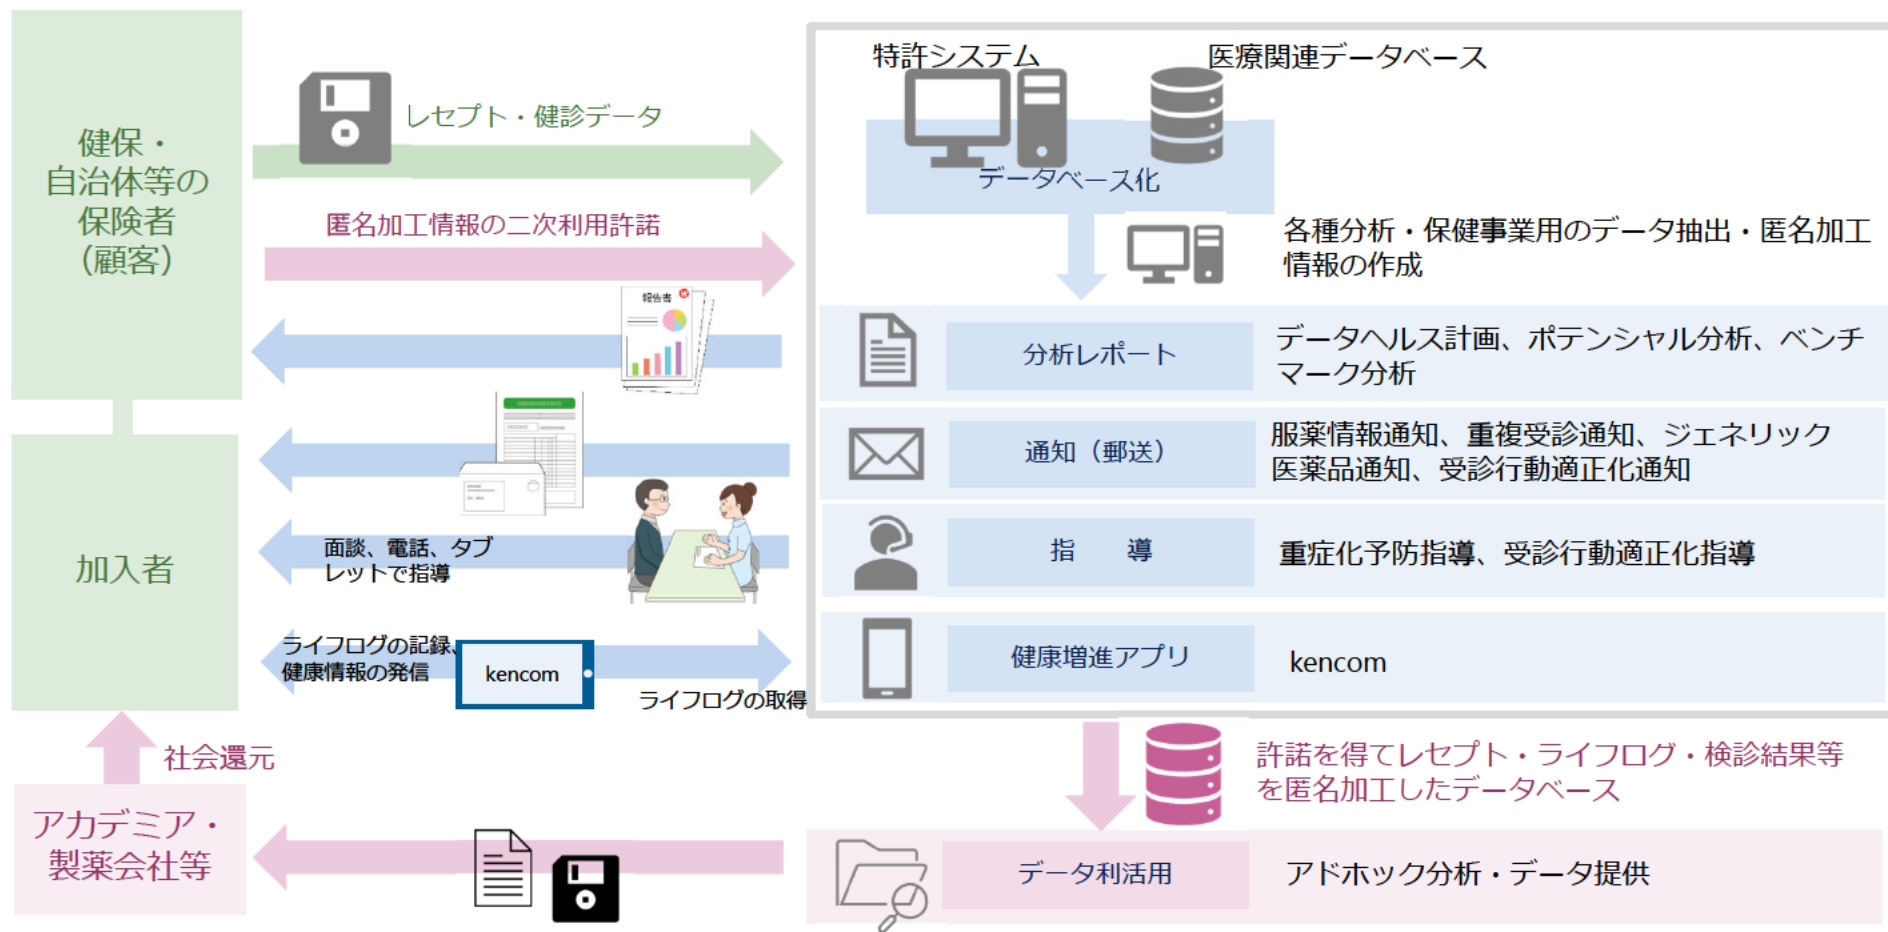 健保・
自治体等の
保険者
（顧客）
加入者
レセプト・健診データ
匿名加工情報の二次利用許諾
報告書
面談、電話、タブ
レットで指導
ライフログの記録、
健康情報の発信
kencom
ライフログの取得
特許システム
医療関連データベース
データベース化
各種分析・保健事業用のデータ抽出・匿名加工
情報の作成
分析レポート
データヘルス計画、ポテンシャル分析、ベンチ
マーク分析
通知（郵送）
服薬情報通知、重複受診通知、ジェネリック
医薬品通知、受診行動適正化通知
指　　導
重症化予防指導、受診行動適正化指導
健康増進アプリ
kencom
社会還元
許諾を得てレセプト・ライフログ・検診結果等
を匿名加工したデータベース
アカデミア・
製薬会社等
データ利活用
アドホック分析・データ提供